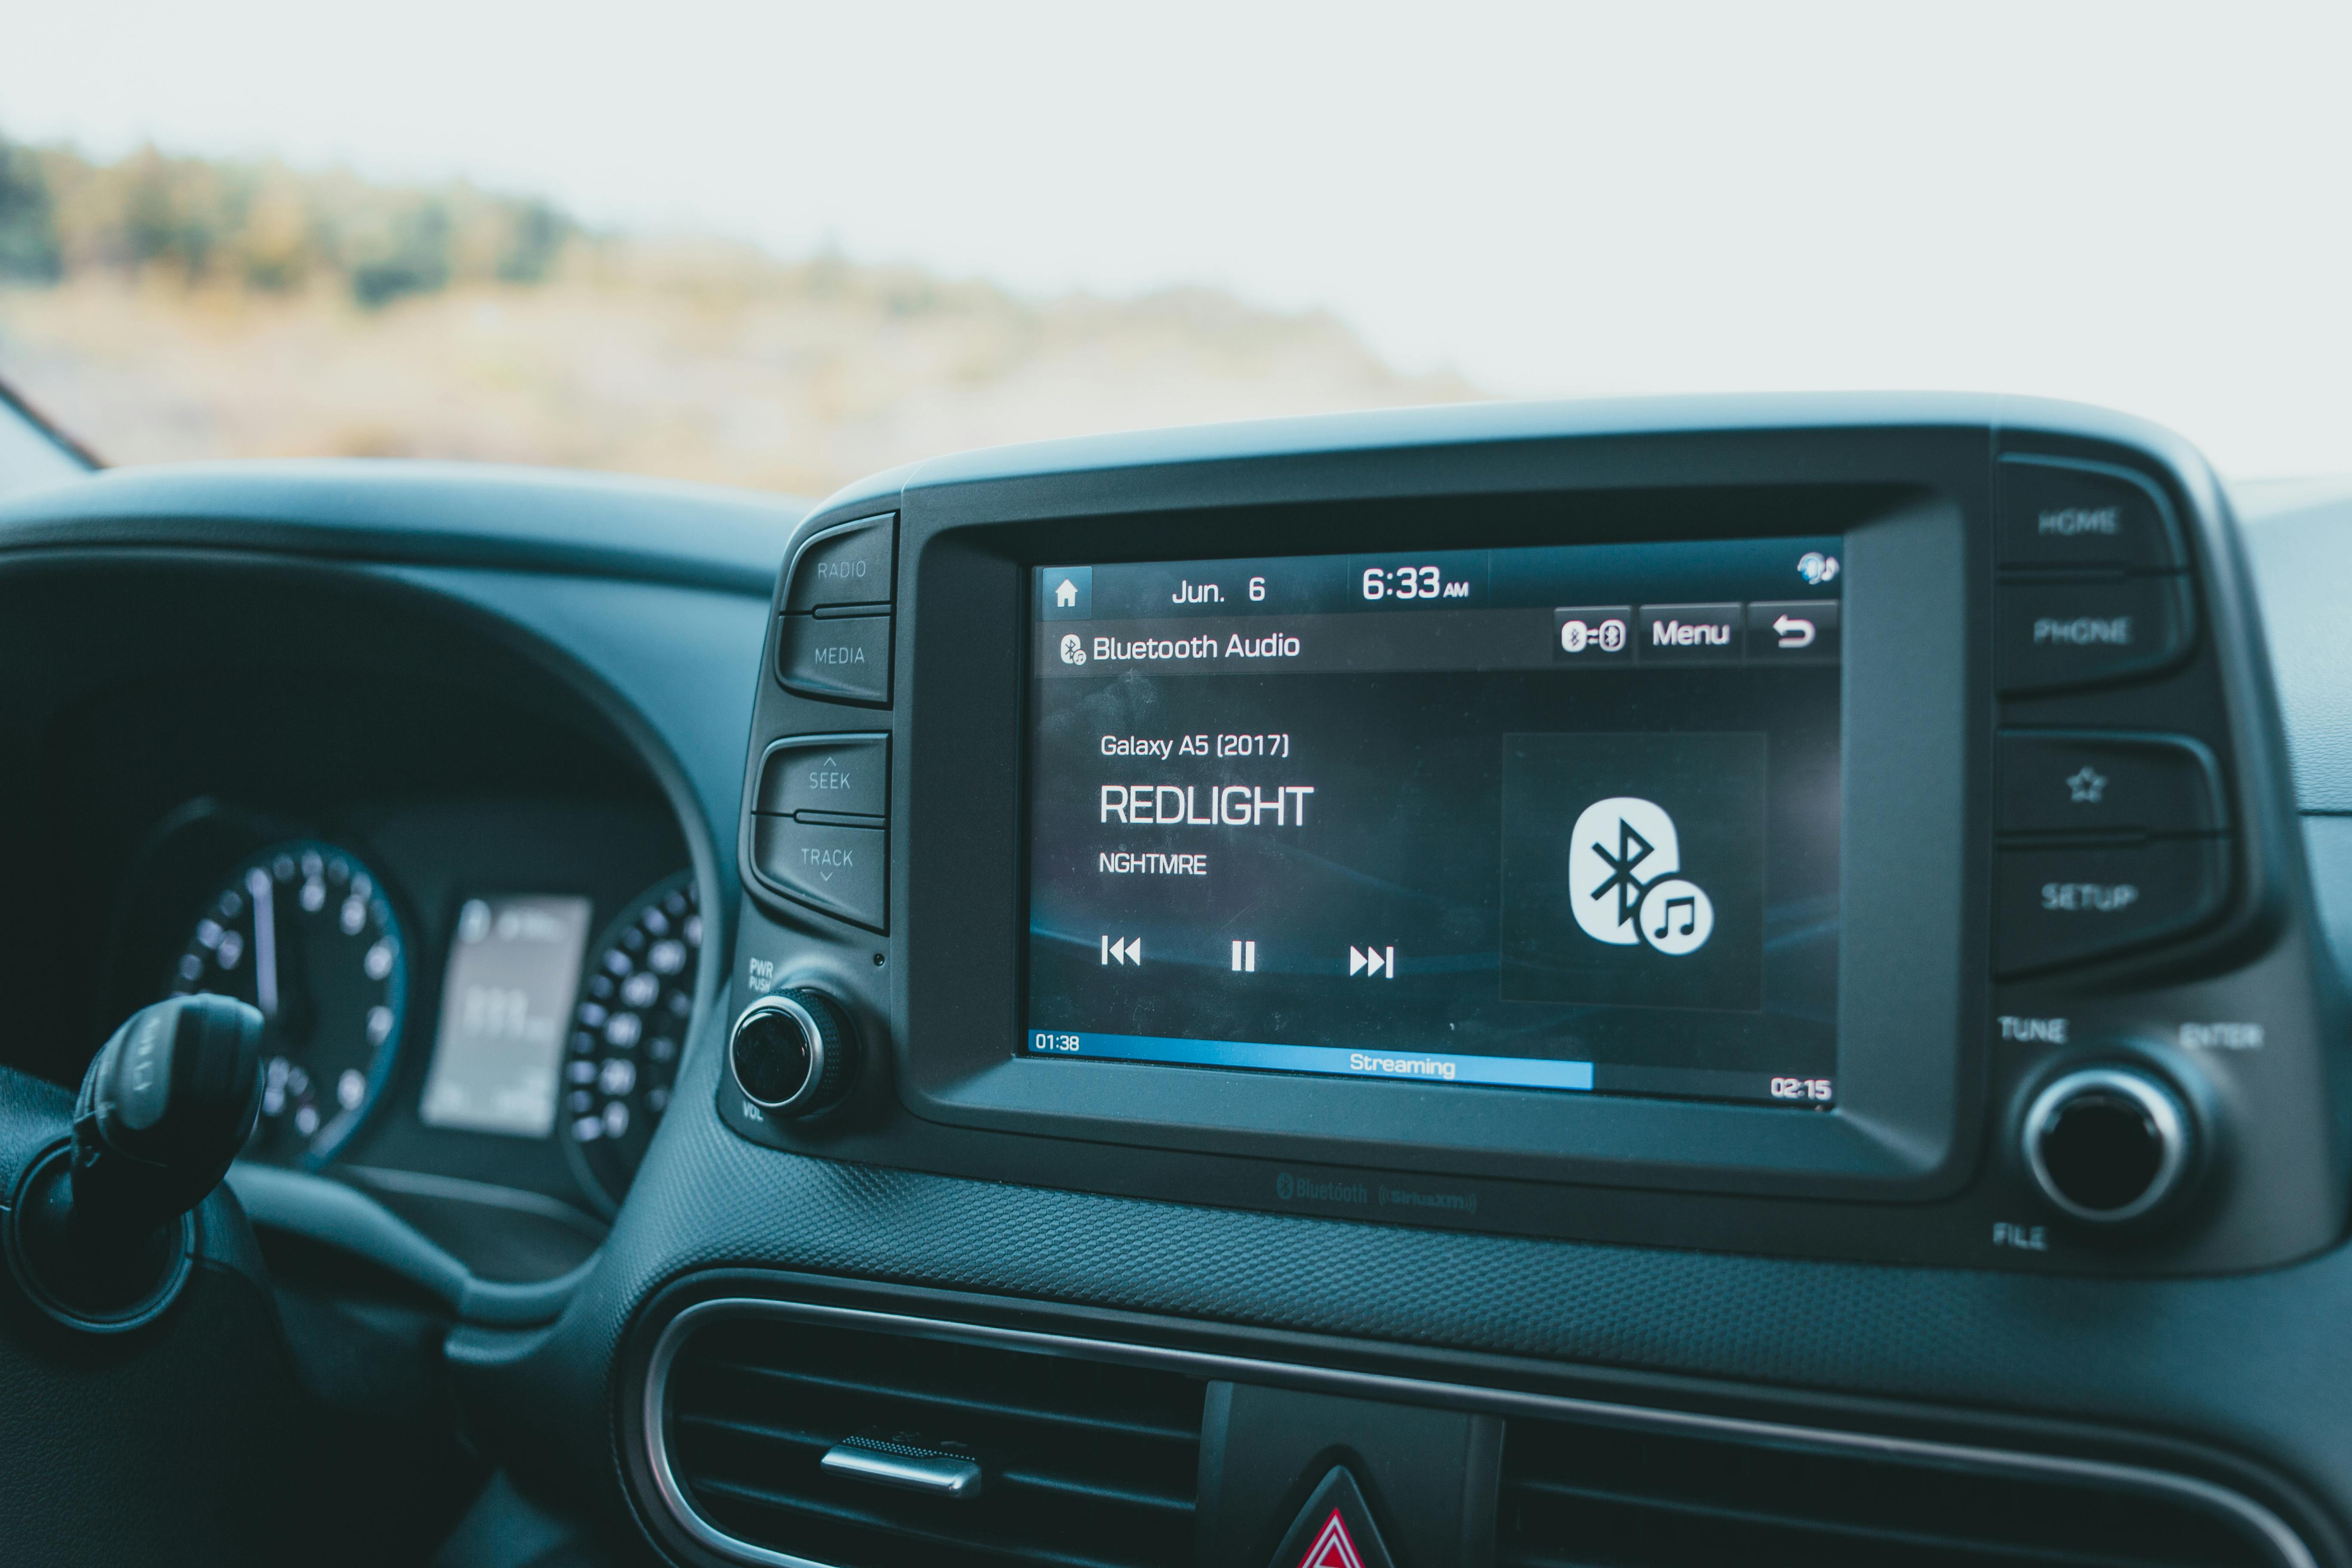 RADIO
MEDIA
SEEK
TRACK
PWR
PUSH
VOL
Jun. 6 6:33 AM
Bluetooth Audio Menu
Galaxy A5 (2017)
REDLIGHT
NGHTMRE
01:38 Streaming 02:15
Bluetooth ((SiriusXM))
HOME
PHONE
SETUP
TUNE ENTER
FILE